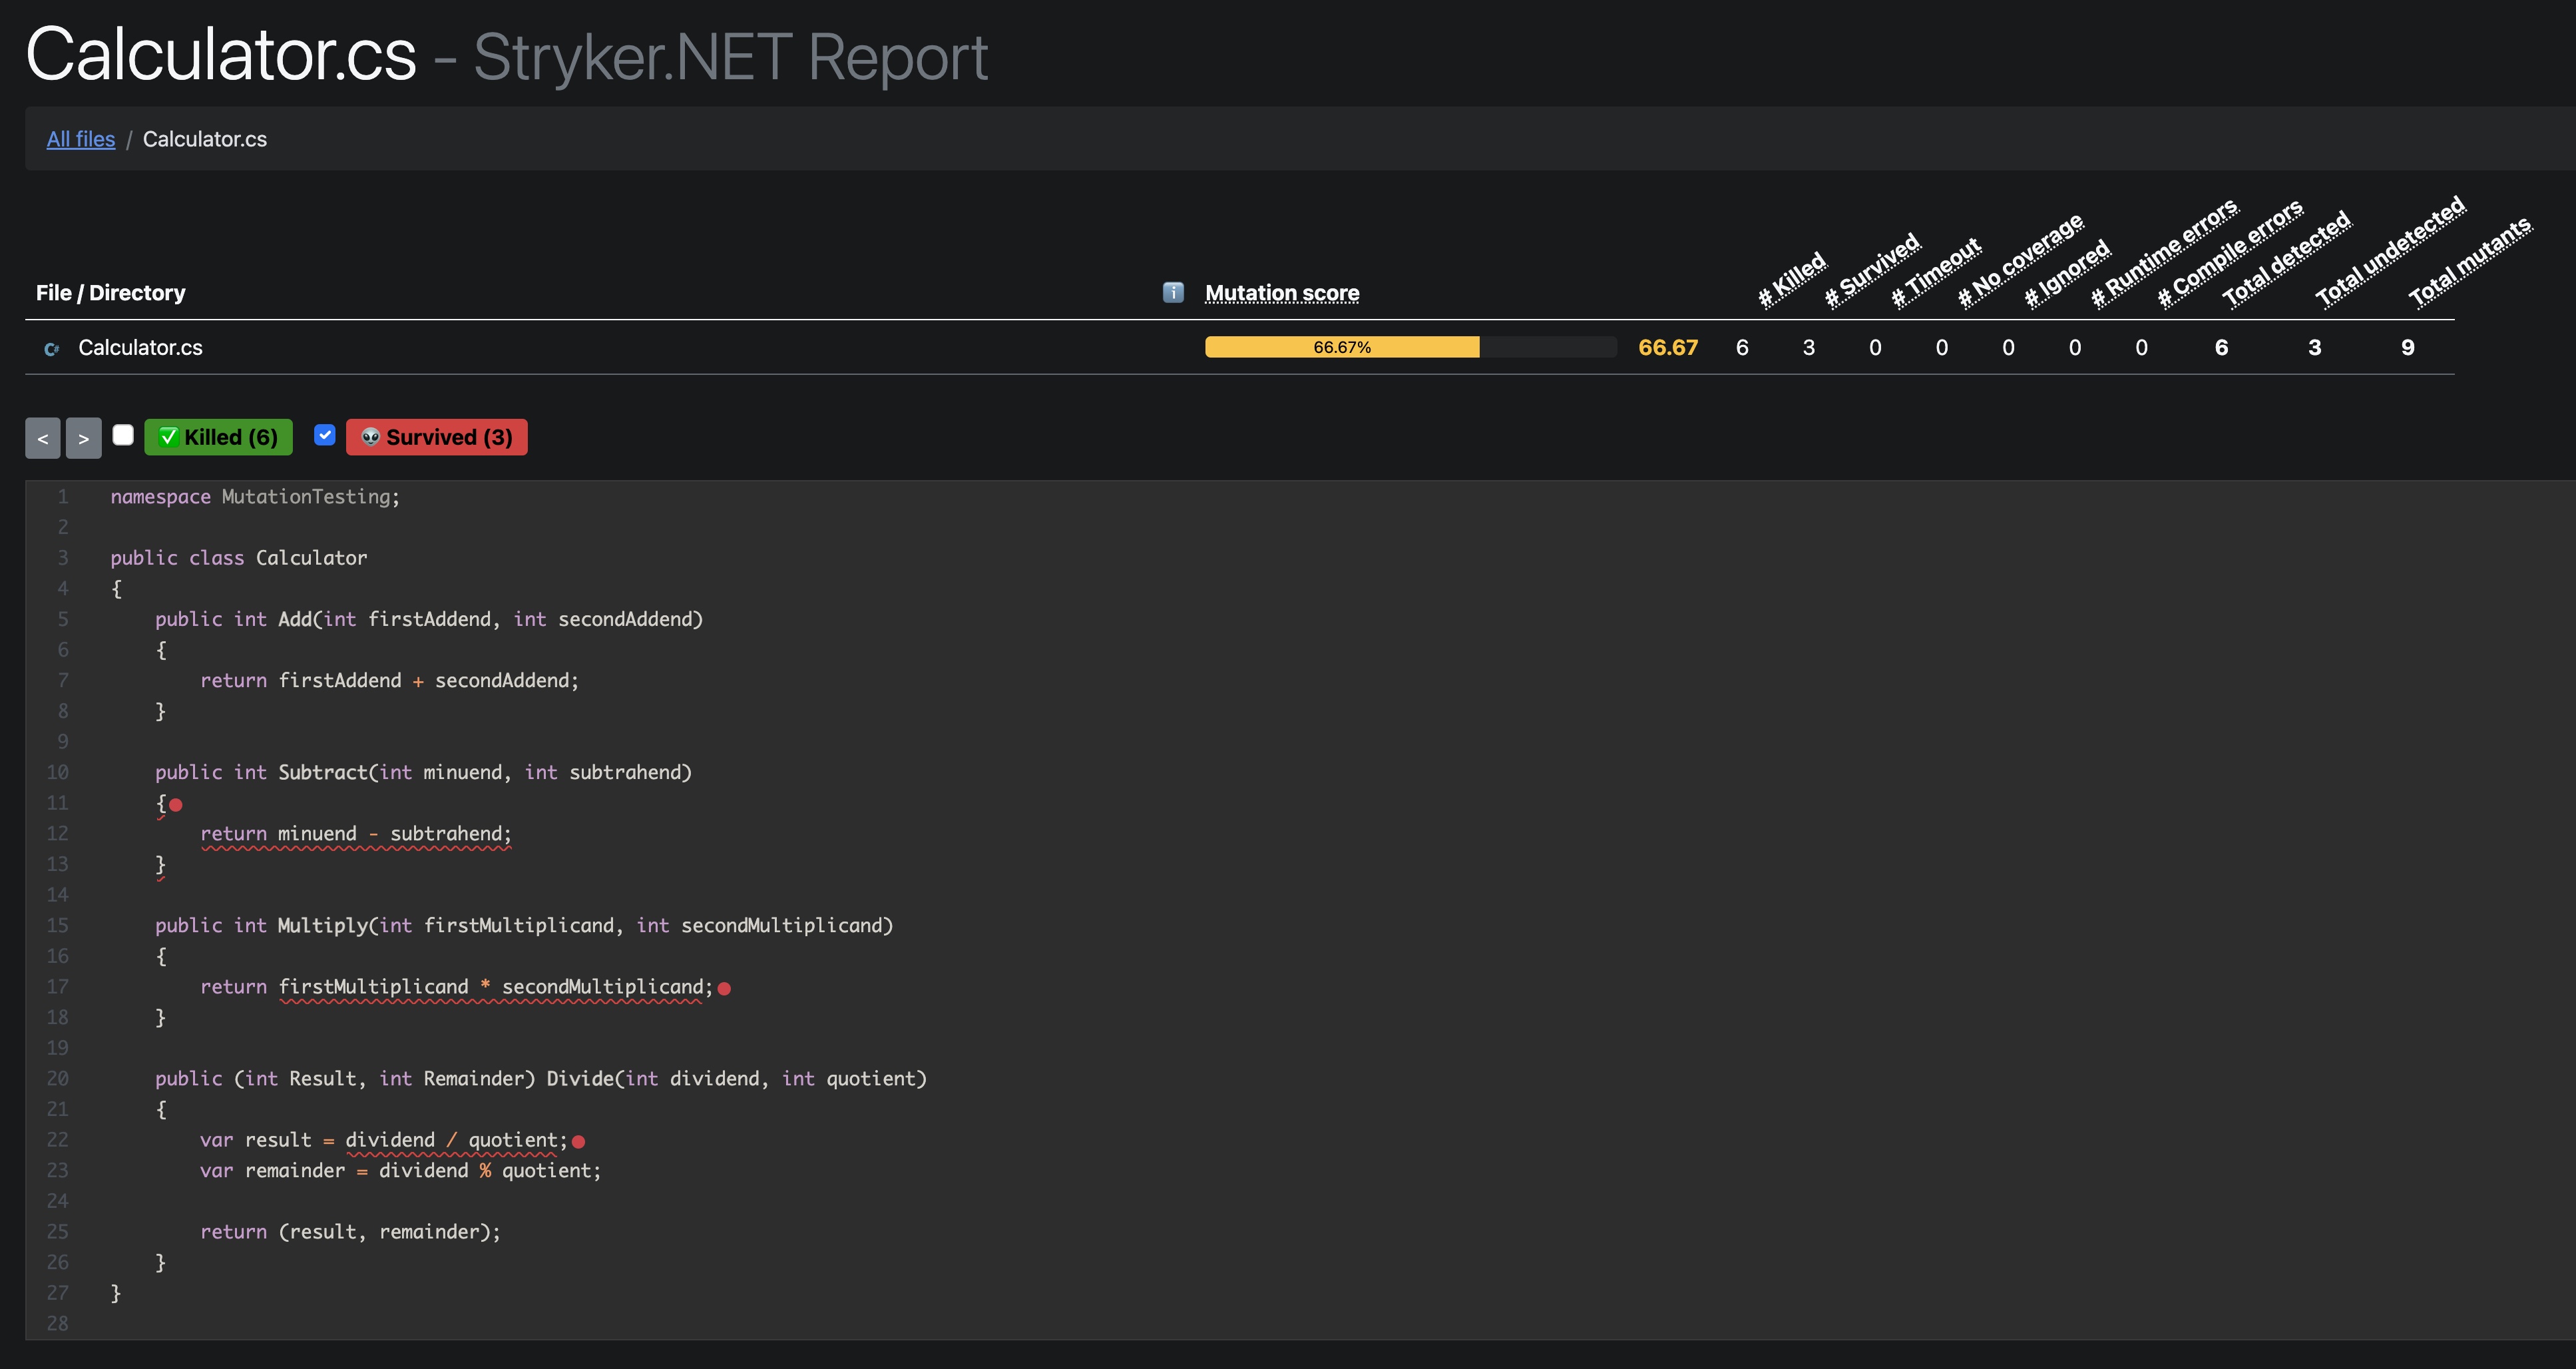 Calculator.cs - Stryker.NET Report
All files / Calculator.cs
File / Directory
Mutation score
# Killed
# Survived
# Timeout
# No coverage
# Ignored
# Runtime errors
# Compile errors
Total detected
Total undetected
Total mutants
Calculator.cs 66.67% 66.67 6 3 0 0 0 0 0 6 3 9
< > Killed (6) Survived (3)
1 namespace MutationTesting;
2
3 public class Calculator
4 {
5 public int Add(int firstAddend, int secondAddend)
6 {
7 return firstAddend + secondAddend;
8 }
9
10 public int Subtract(int minuend, int subtrahend)
11 {
12 return minuend - subtrahend;
13 }
14
15 public int Multiply(int firstMultiplicand, int secondMultiplicand)
16 {
17 return firstMultiplicand * secondMultiplicand;
18 }
19
20 public (int Result, int Remainder) Divide(int dividend, int quotient)
21 {
22 var result = dividend / quotient;
23 var remainder = dividend % quotient;
24
25 return (result, remainder);
26 }
27 }
28